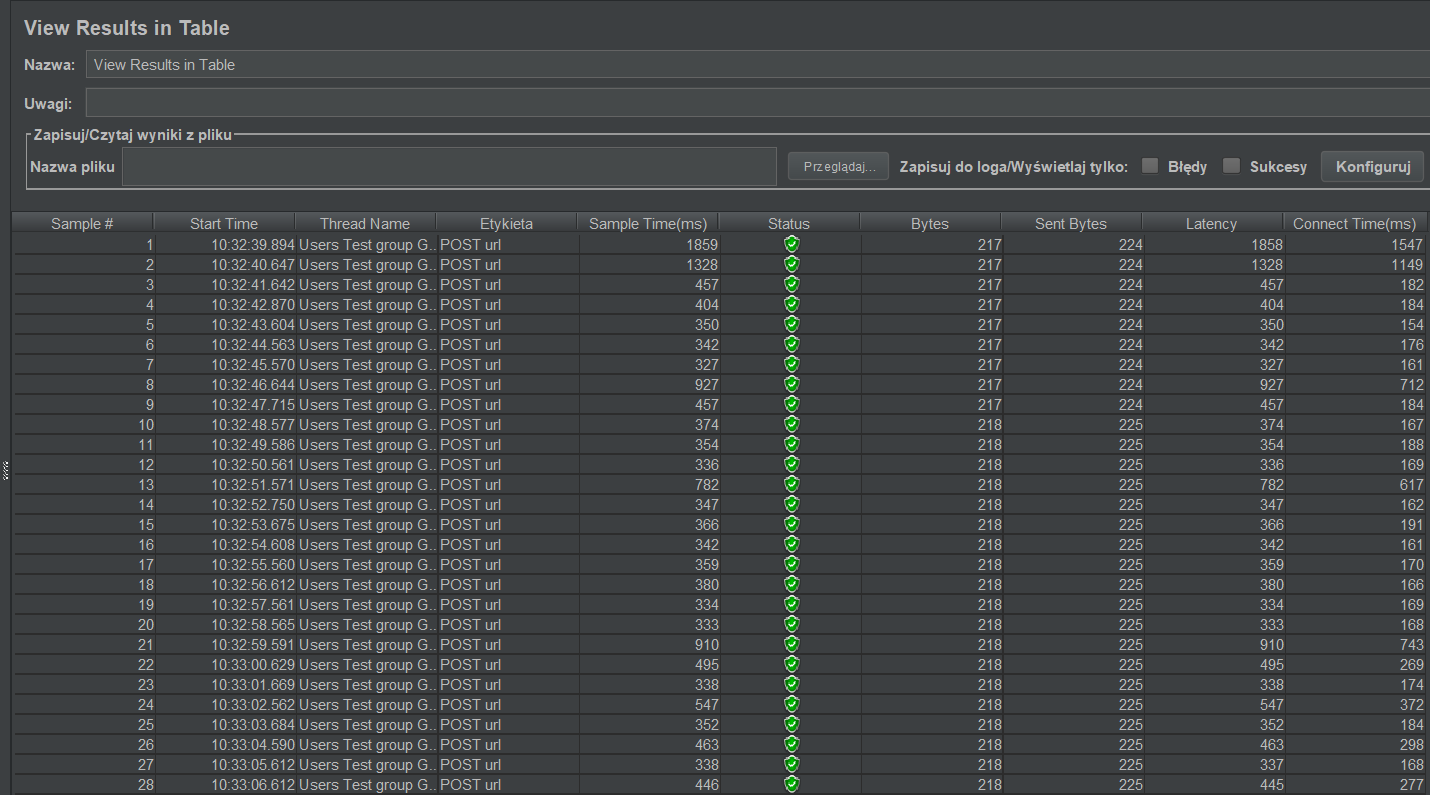 View Results in Table
Nazwa: View Results in Table
Uwagi:
Zapisuj/Czytaj wyniki z pliku
Nazwa pliku Przeglądaj... Zapisuj do loga/Wyświetlaj tylko: Błędy Sukcesy Konfiguruj
Sample # Start Time Thread Name Etykieta Sample Time(ms) Status Bytes Sent Bytes Latency Connect Time(ms)
1 10:32:39.894 Users Test group G... POST url 1859 217 224 1858 1547
2 10:32:40.647 Users Test group G... POST url 1328 217 224 1328 1149
3 10:32:41.642 Users Test group G... POST url 457 217 224 457 182
4 10:32:42.870 Users Test group G... POST url 404 217 224 404 184
5 10:32:43.604 Users Test group G... POST url 350 217 224 350 154
6 10:32:44.563 Users Test group G... POST url 342 217 224 342 176
7 10:32:45.570 Users Test group G... POST url 327 217 224 327 161
8 10:32:46.644 Users Test group G... POST url 927 217 224 927 712
9 10:32:47.715 Users Test group G... POST url 457 217 224 457 184
10 10:32:48.577 Users Test group G... POST url 374 218 225 374 167
11 10:32:49.586 Users Test group G... POST url 354 218 225 354 188
12 10:32:50.561 Users Test group G... POST url 336 218 225 336 169
13 10:32:51.571 Users Test group G... POST url 782 218 225 782 617
14 10:32:52.750 Users Test group G... POST url 347 218 225 347 162
15 10:32:53.675 Users Test group G... POST url 366 218 225 366 191
16 10:32:54.608 Users Test group G... POST url 342 218 225 342 161
17 10:32:55.560 Users Test group G... POST url 359 218 225 359 170
18 10:32:56.612 Users Test group G... POST url 380 218 225 380 166
19 10:32:57.561 Users Test group G... POST url 334 218 225 334 169
20 10:32:58.565 Users Test group G... POST url 333 218 225 333 168
21 10:32:59.591 Users Test group G... POST url 910 218 225 910 743
22 10:33:00.629 Users Test group G... POST url 495 218 225 495 269
23 10:33:01.669 Users Test group G... POST url 338 218 225 338 174
24 10:33:02.562 Users Test group G... POST url 547 218 225 547 372
25 10:33:03.684 Users Test group G... POST url 352 218 225 352 184
26 10:33:04.590 Users Test group G... POST url 463 218 225 463 298
27 10:33:05.612 Users Test group G... POST url 338 218 225 337 168
28 10:33:06.612 Users Test group G... POST url 446 218 225 445 277